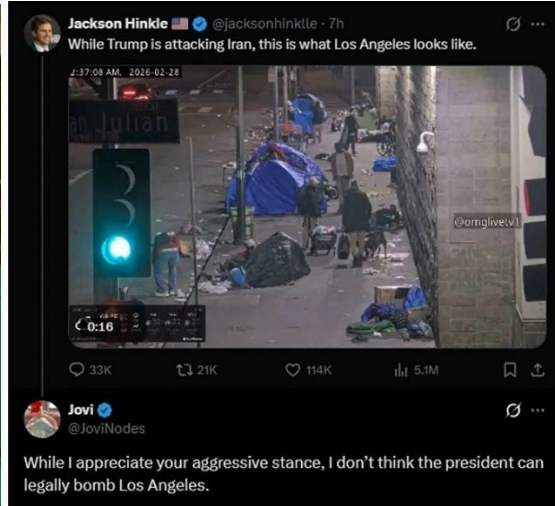 Jackson Hinkle @jacksonhinklle · 7h
While Trump is attacking Iran, this is what Los Angeles looks like.
2:37:08 AM, 2026-02-28
an Julian
@omglivetv1
0:16
33K 21K 114K 5.1M
Jovi
@JoviNodes
While I appreciate your aggressive stance, I don't think the president can
legally bomb Los Angeles.